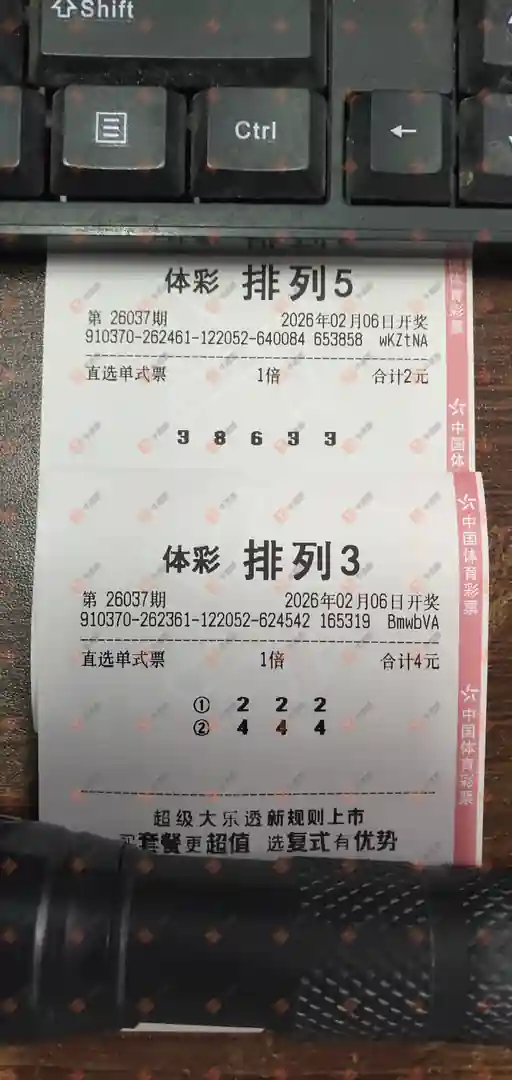 Shift
Ctrl
←
体彩 排列5
第 26037期 2026年02月06日开奖
910370-262461-122052-640084 653858 wKZtNA
直选单式票 1倍 合计2元
3 8 6 3 3
体育彩票
中国体
体彩 排列3
第 26037期 2026年02月06日开奖
910370-262361-122052-624542 165319 BmwbVA
直选单式票 1倍 合计4元
① 2 2 2
② 4 4 4
中国体育彩票
中国体育彩票
超级大乐透新规则上市
买套餐更超值 选复式有优势